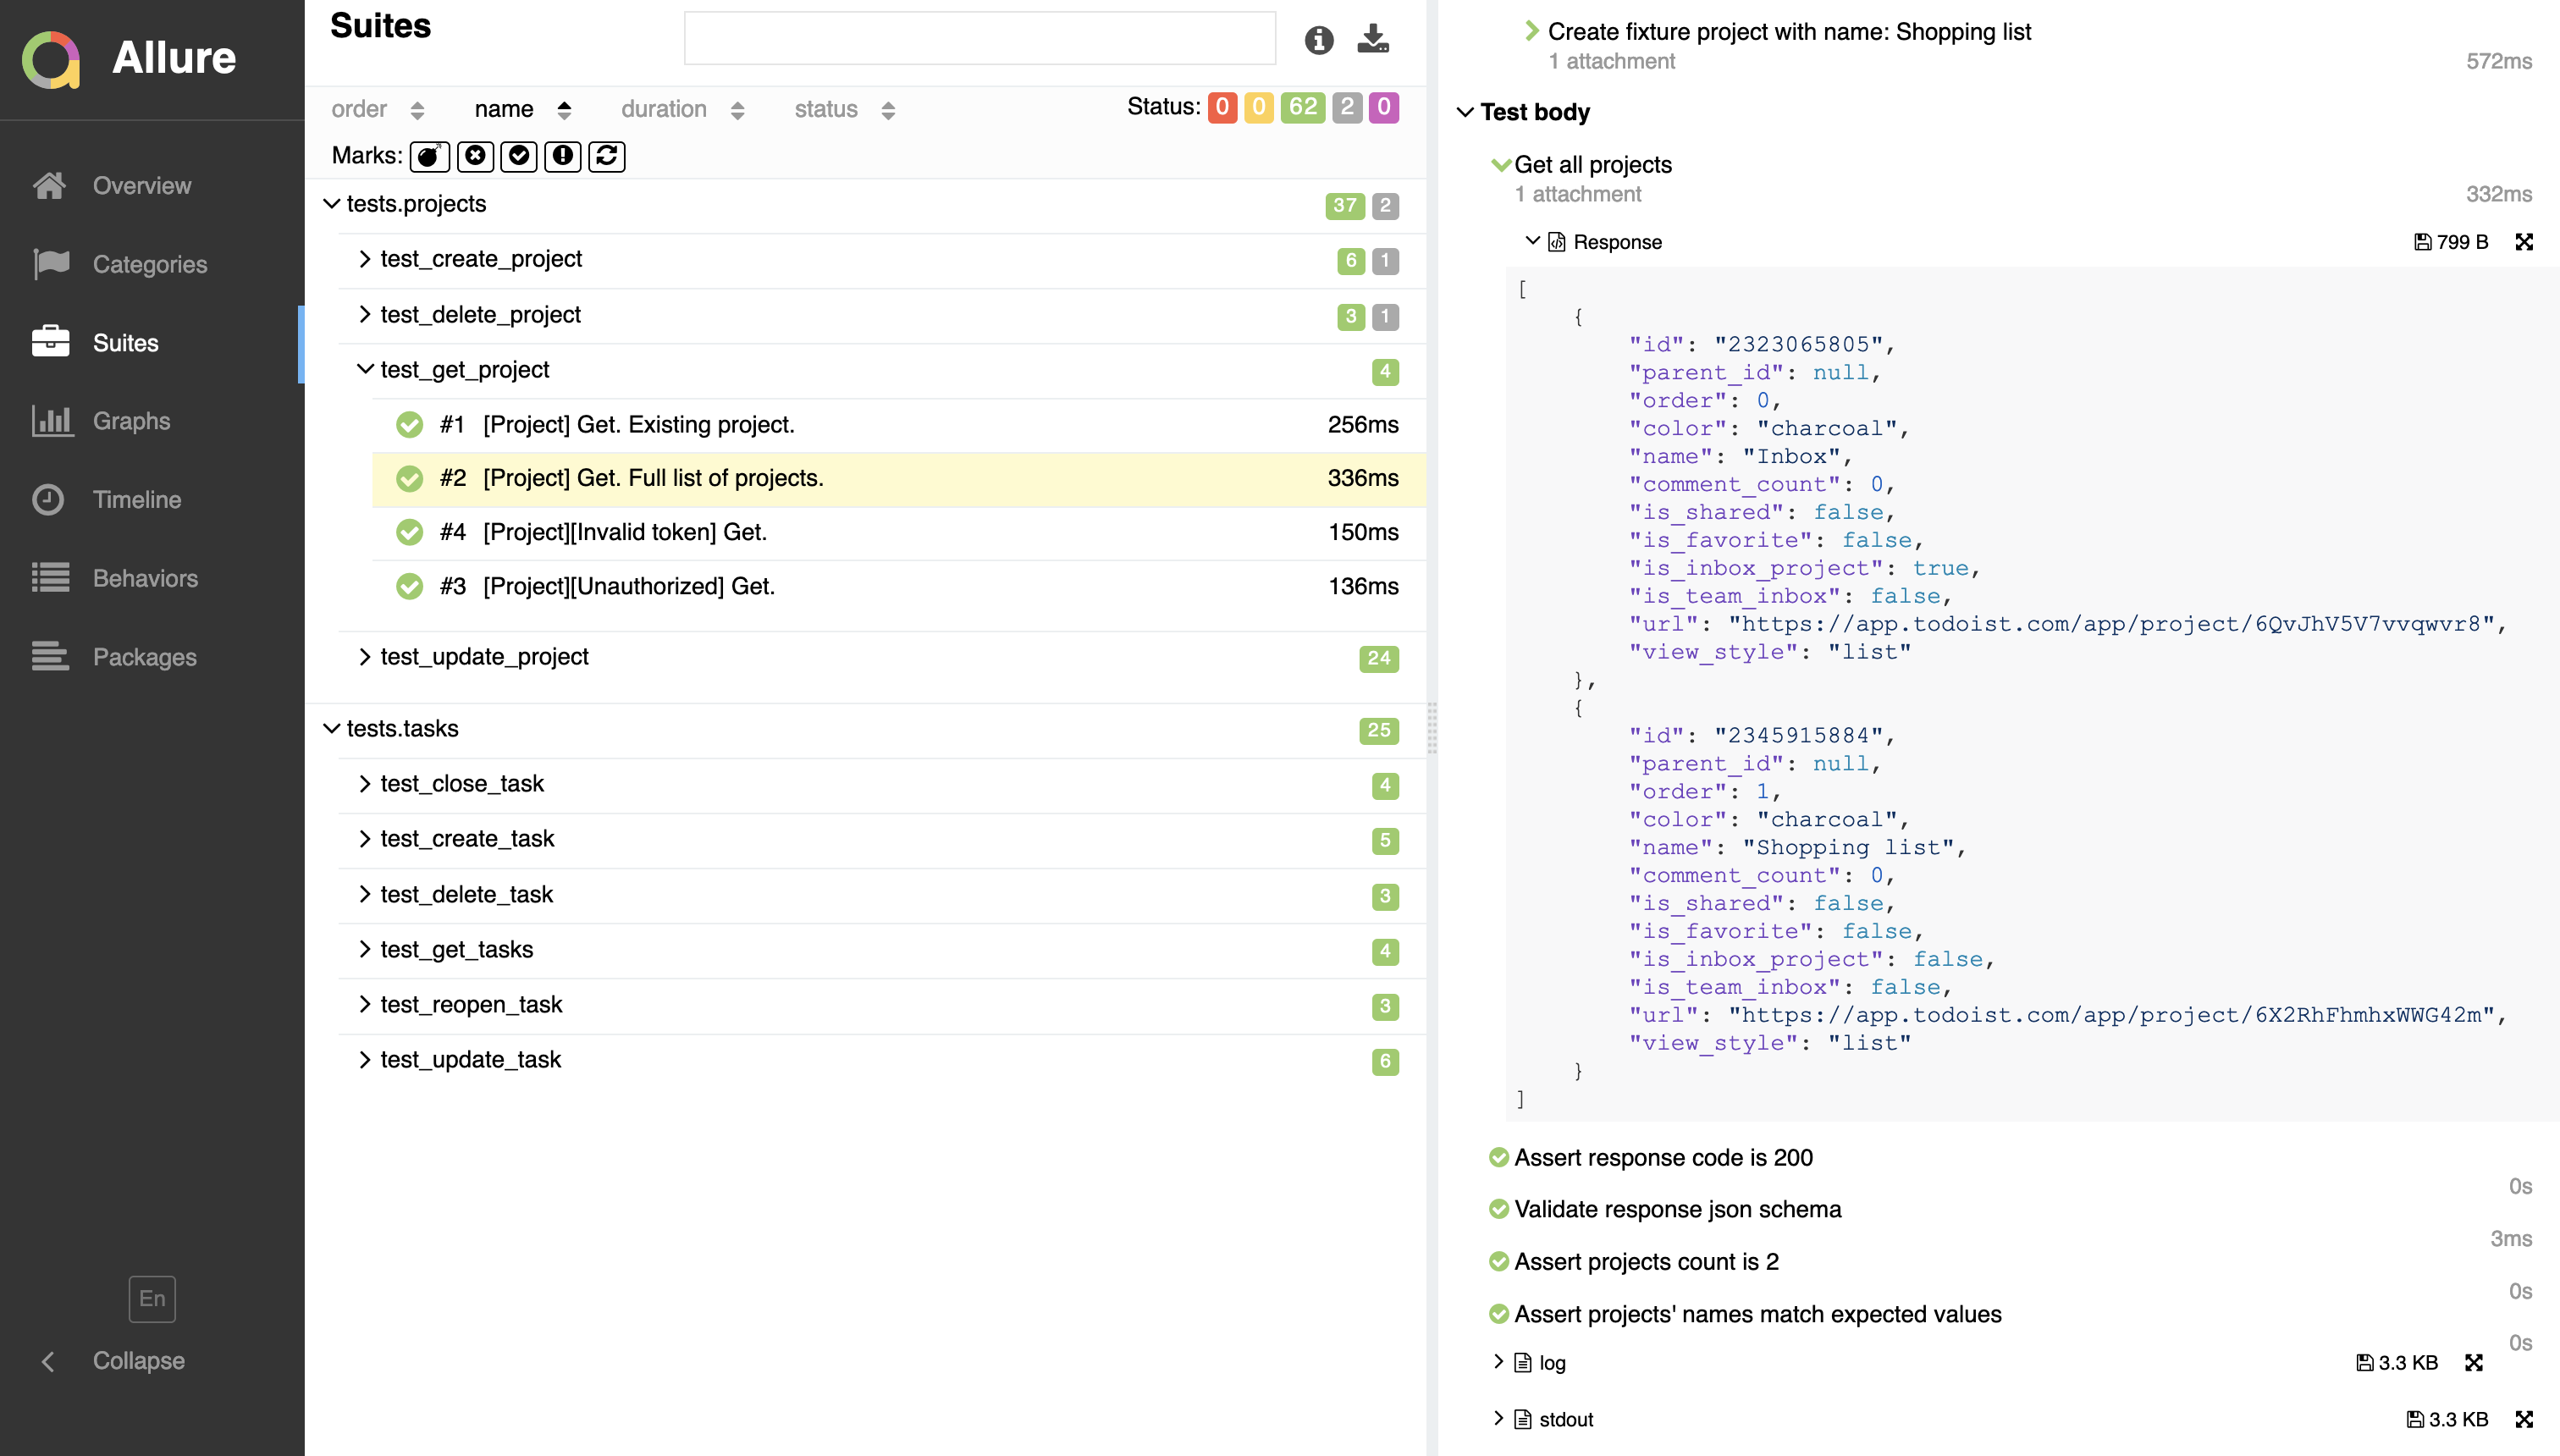 Allure
Overview
Categories
Suites
Graphs
Timeline
Behaviors
Packages
En
Collapse
Suites
order name duration status
Status: 0 0 62 2 0
Marks:
tests.projects 37 2
test_create_project 6 1
test_delete_project 3 1
test_get_project 4
#1 [Project] Get. Existing project. 256ms
#2 [Project] Get. Full list of projects. 336ms
#4 [Project][Invalid token] Get. 150ms
#3 [Project][Unauthorized] Get. 136ms
test_update_project 24
tests.tasks 25
test_close_task 4
test_create_task 5
test_delete_task 3
test_get_tasks 4
test_reopen_task 3
test_update_task 6
Create fixture project with name: Shopping list
1 attachment 572ms
Test body
Get all projects
1 attachment 332ms
Response 799 B
[
{
"id": "2323065805",
"parent_id": null,
"order": 0,
"color": "charcoal",
"name": "Inbox",
"comment_count": 0,
"is_shared": false,
"is_favorite": false,
"is_inbox_project": true,
"is_team_inbox": false,
"url": "https://app.todoist.com/app/project/6QvJhV5V7vvqwvr8",
"view_style": "list"
},
{
"id": "2345915884",
"parent_id": null,
"order": 1,
"color": "charcoal",
"name": "Shopping list",
"comment_count": 0,
"is_shared": false,
"is_favorite": false,
"is_inbox_project": false,
"is_team_inbox": false,
"url": "https://app.todoist.com/app/project/6X2RhFhmhxWWG42m",
"view_style": "list"
}
]
Assert response code is 200
0s
Validate response json schema
3ms
Assert projects count is 2
0s
Assert projects' names match expected values
0s
log 3.3 KB
stdout 3.3 KB